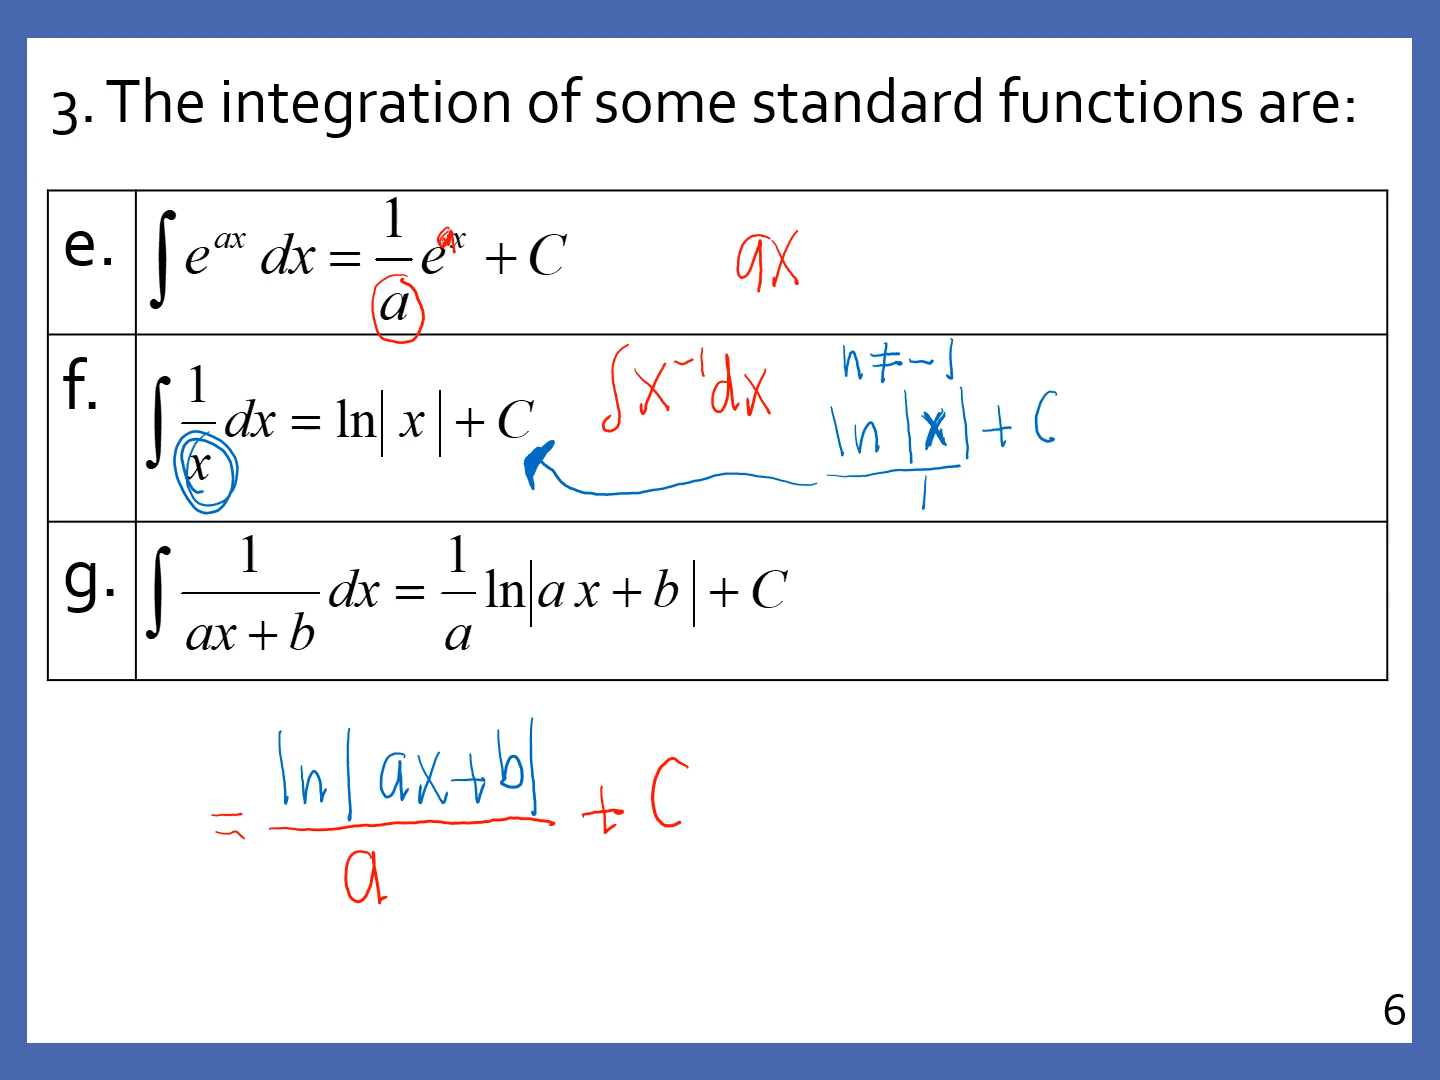 3. The integration of some standard functions are:
e. ∫ e^{ax} dx = 1/a e^{ax} + C
ax
f. ∫ 1/x dx = ln| x | + C
∫ x^{-1} dx
n ≠ -1
ln |x| / 1 + C
g. ∫ 1/(ax + b) dx = 1/a ln|a x + b | + C
= ln| ax+b| / a + C
6